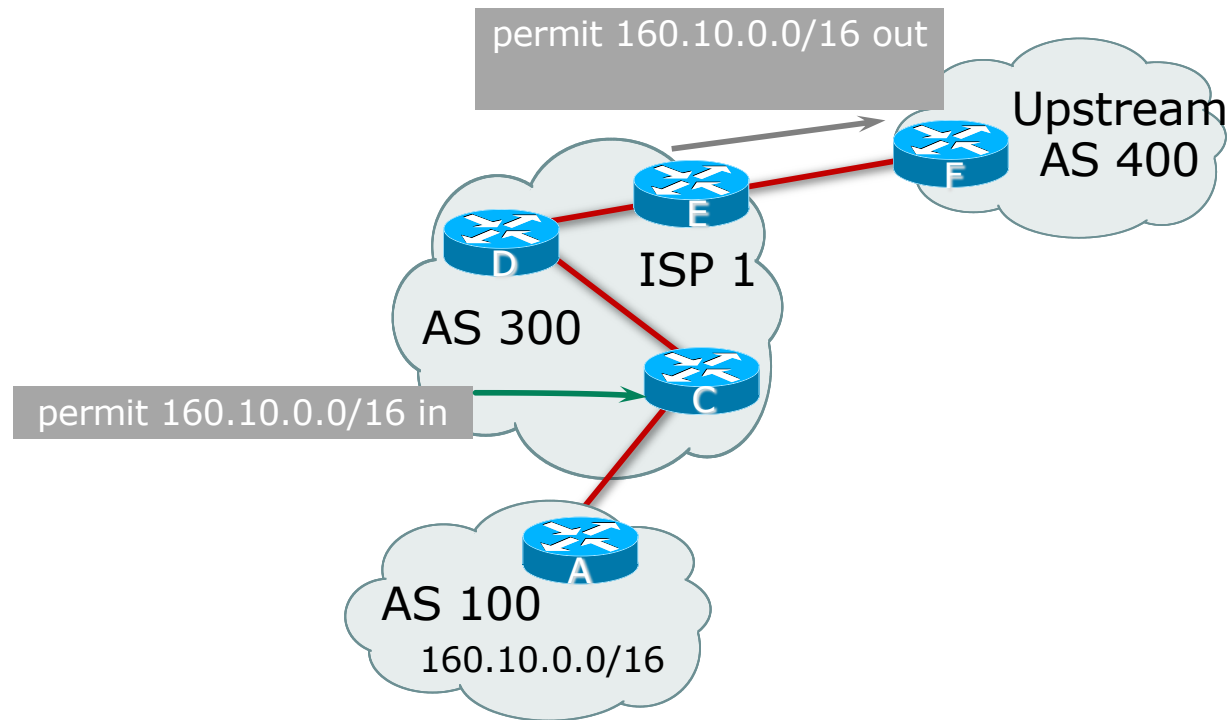 permit 160.10.0.0/16 out
Upstream
AS 400
F
E
D
ISP 1
AS 300
C
permit 160.10.0.0/16 in
A
AS 100
160.10.0.0/16